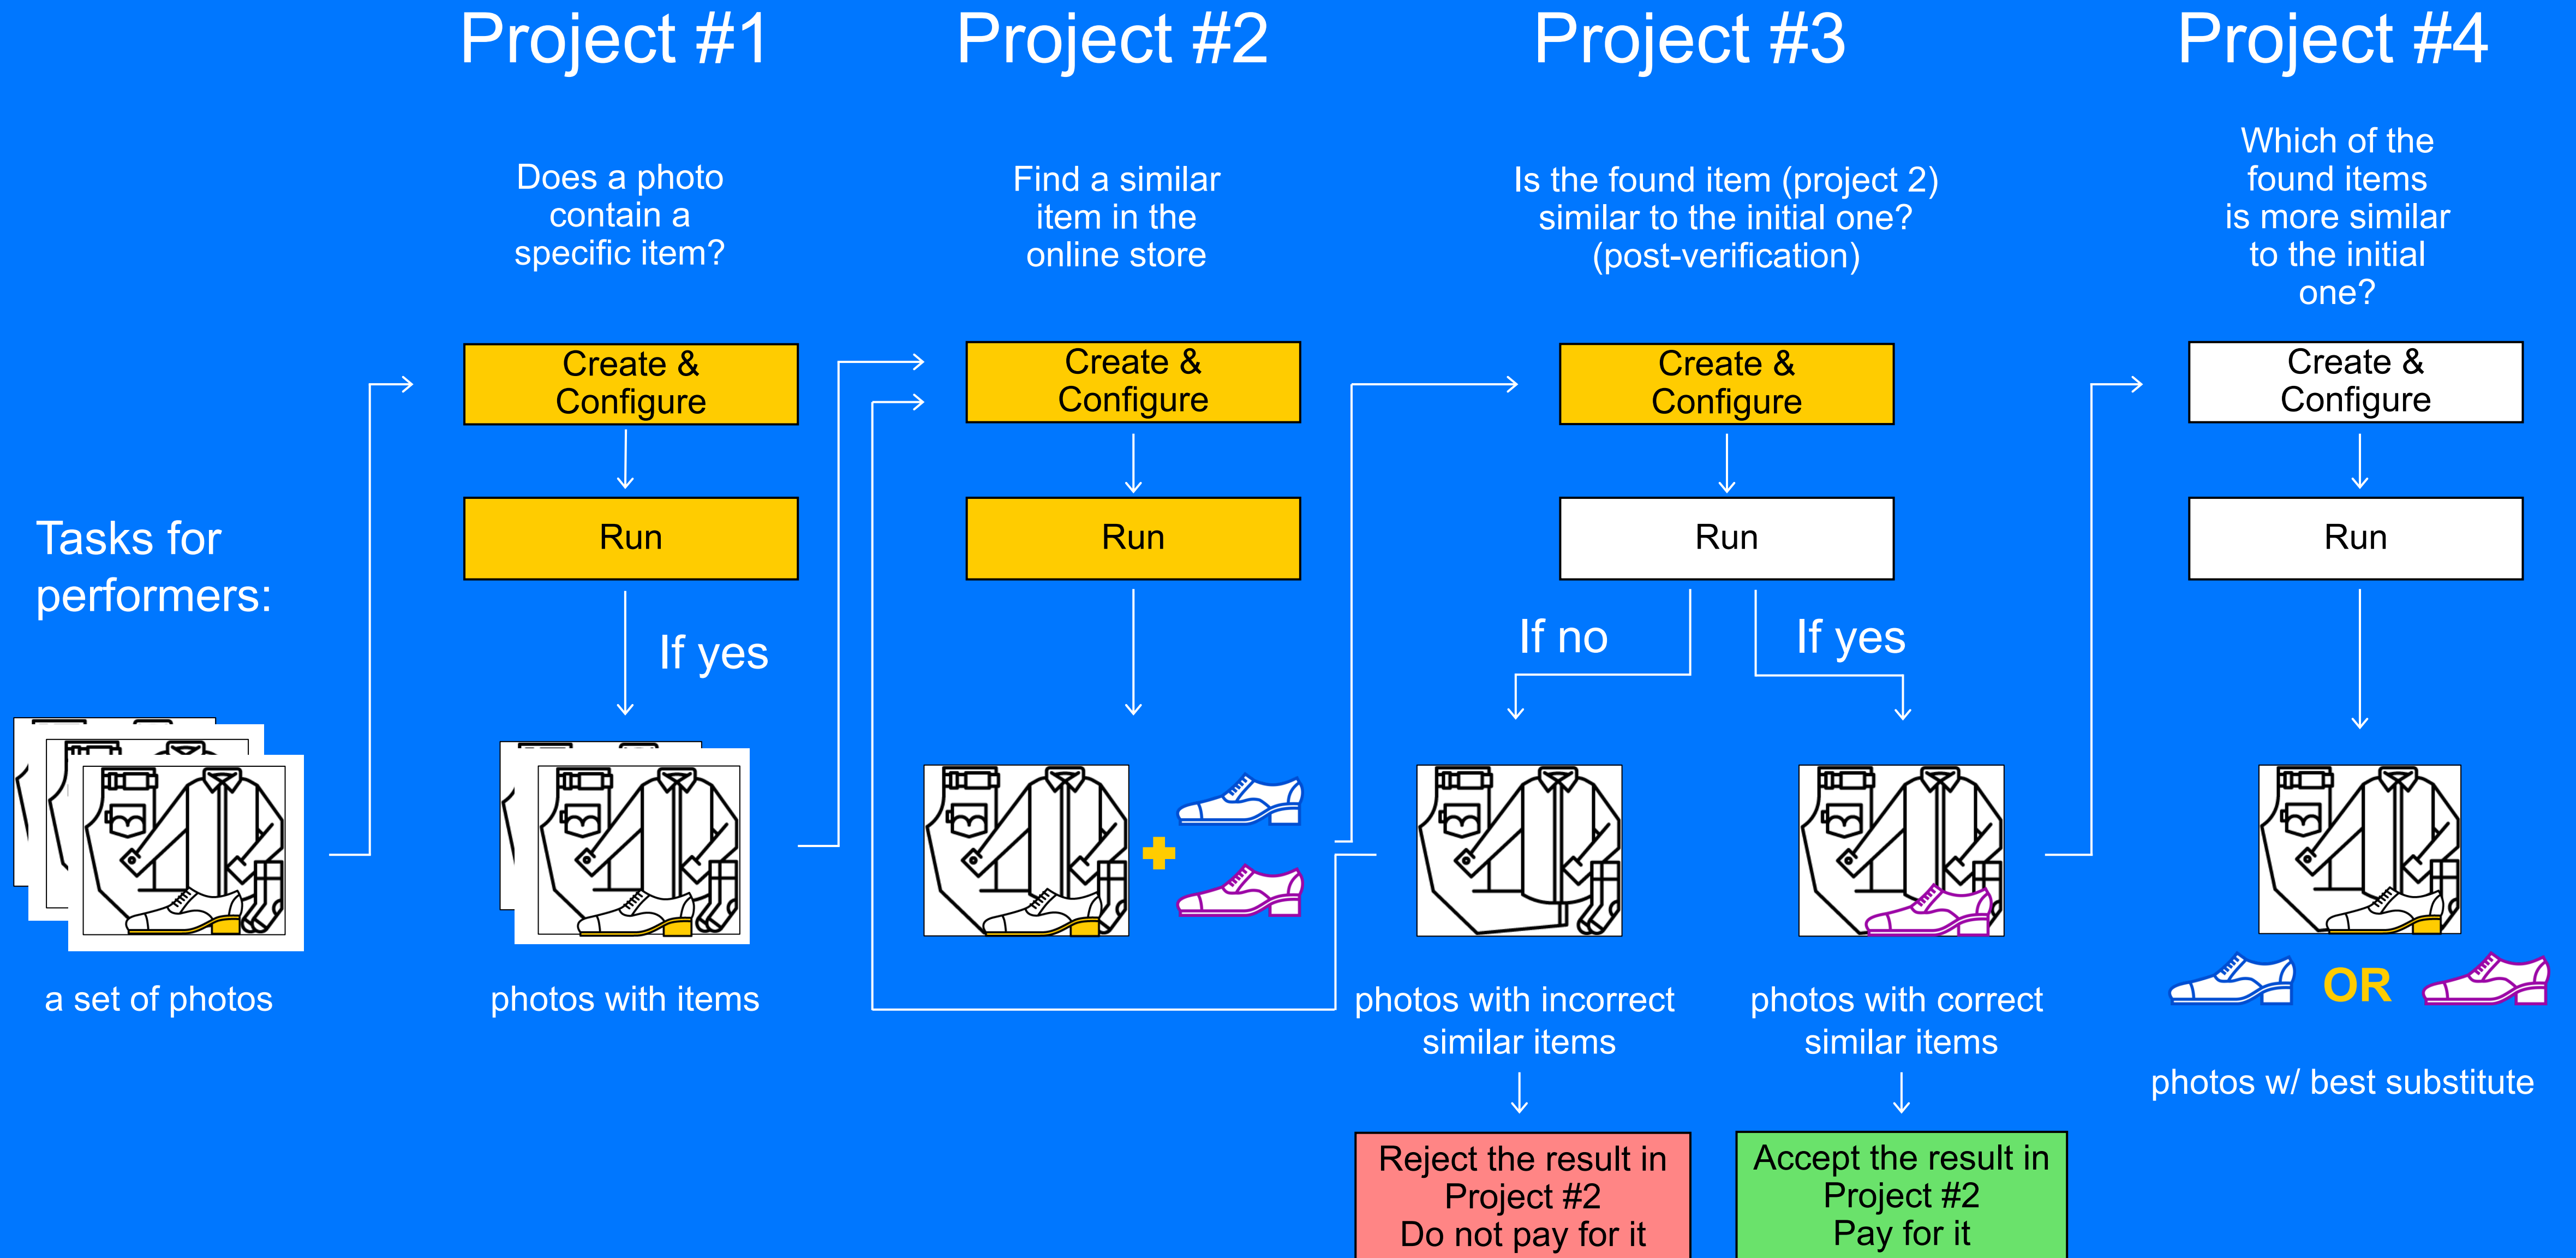 Project #1
Project #2
Project #3
Project #4
Does a photo
contain a
specific item?
Find a similar
item in the
online store
Is the found item (project 2)
similar to the initial one?
(post-verification)
Which of the
found items
is more similar
to the initial
one?
Create &
Configure
Create &
Configure
Create &
Configure
Create &
Configure
Run
Run
Run
Run
Tasks for
performers:
If yes
If no
If yes
OR
a set of photos
photos with items
photos with incorrect
similar items
photos with correct
similar items
photos w/ best substitute
Reject the result in
Project #2
Do not pay for it
Accept the result in
Project #2
Pay for it